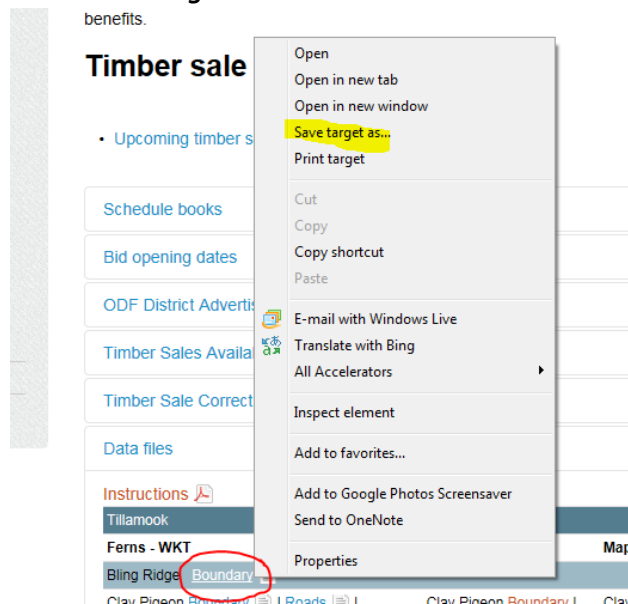 benefits.
Timber sale
• Upcoming timber s
Schedule books
Bid opening dates
ODF District Adverti
Timber Sales Availa
Timber Sale Correct
Data files
Instructions
Tillamook
Ferns - WKT
Map
Bling Ridge Boundary
Clay Pigeon Boundary | Roads | Clay Pigeon Boundary | Clay
Open
Open in new tab
Open in new window
Save target as...
Print target
Cut
Copy
Copy shortcut
Paste
E-mail with Windows Live
Translate with Bing
All Accelerators
Inspect element
Add to favorites...
Add to Google Photos Screensaver
Send to OneNote
Properties